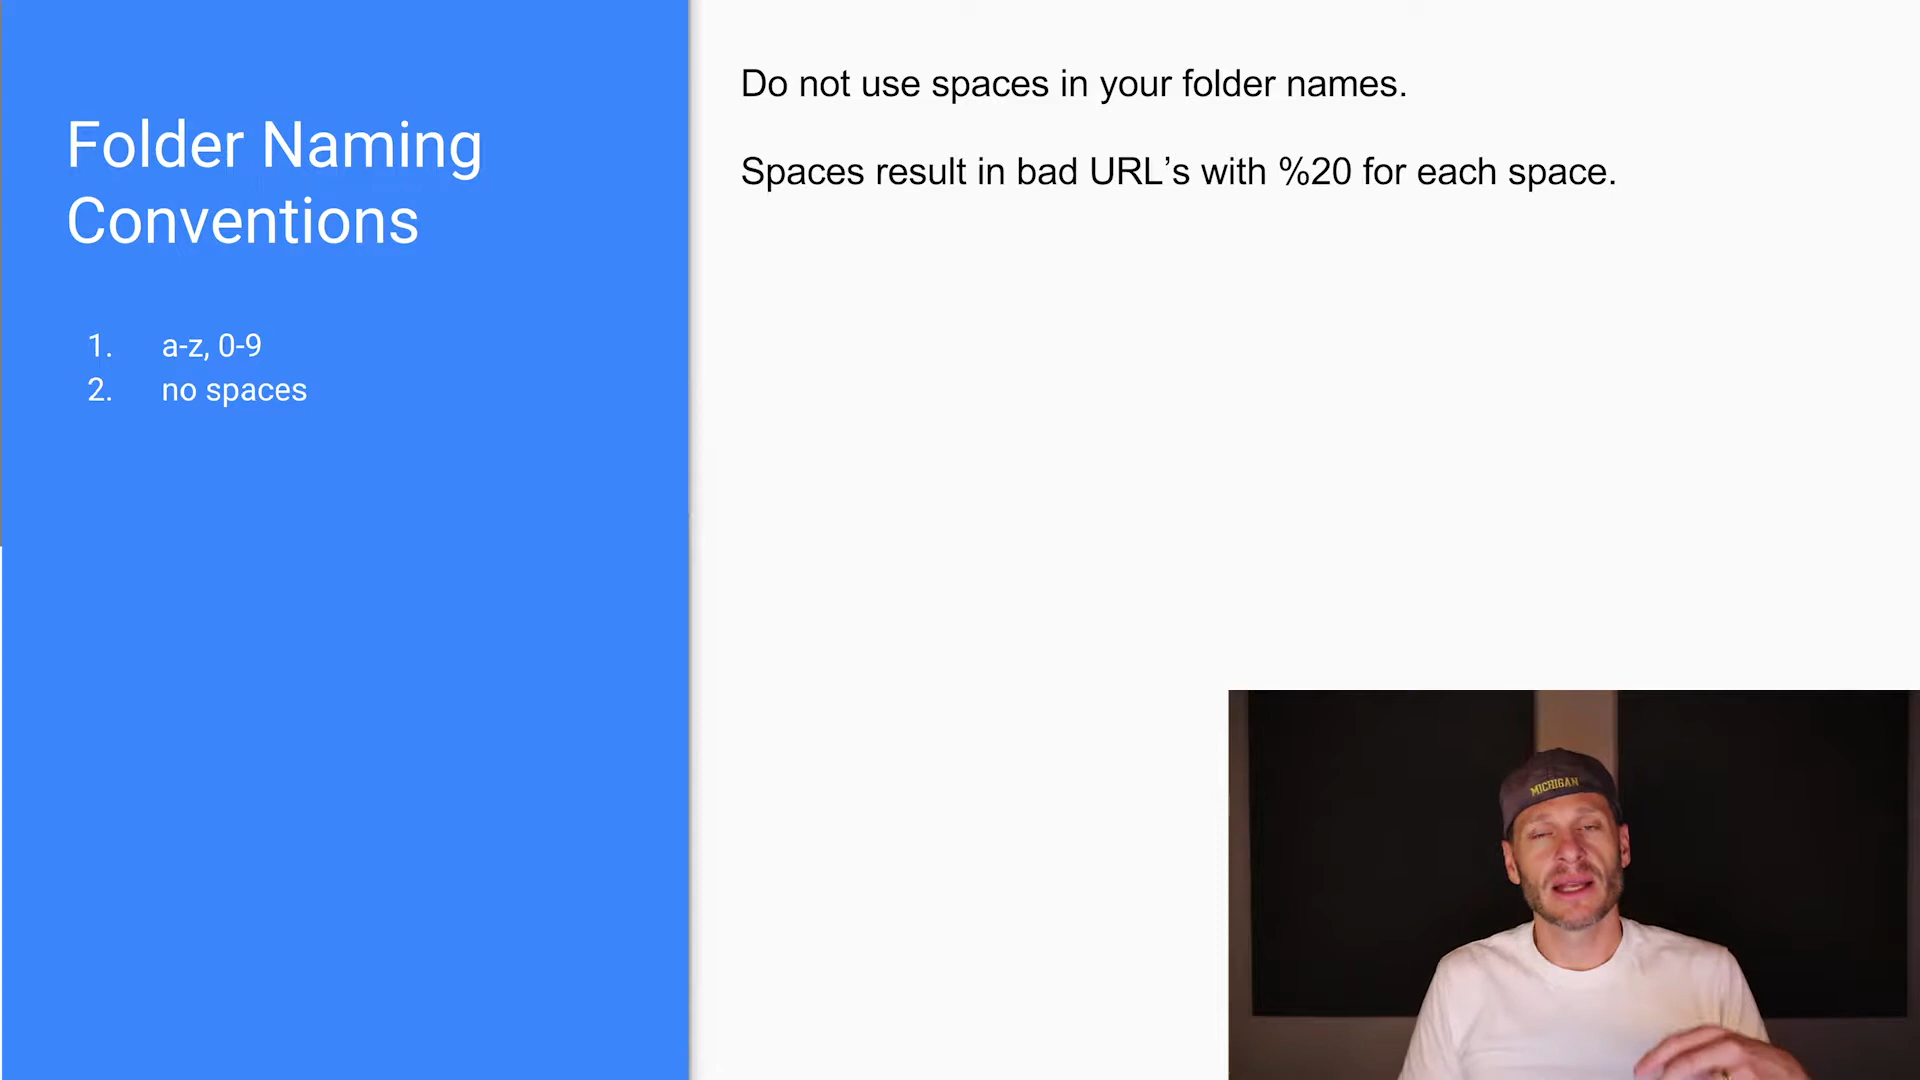 Folder Naming
Conventions
1. a-z, 0-9
2. no spaces
Do not use spaces in your folder names.
Spaces result in bad URL’s with %20 for each space.
MICHIGAN